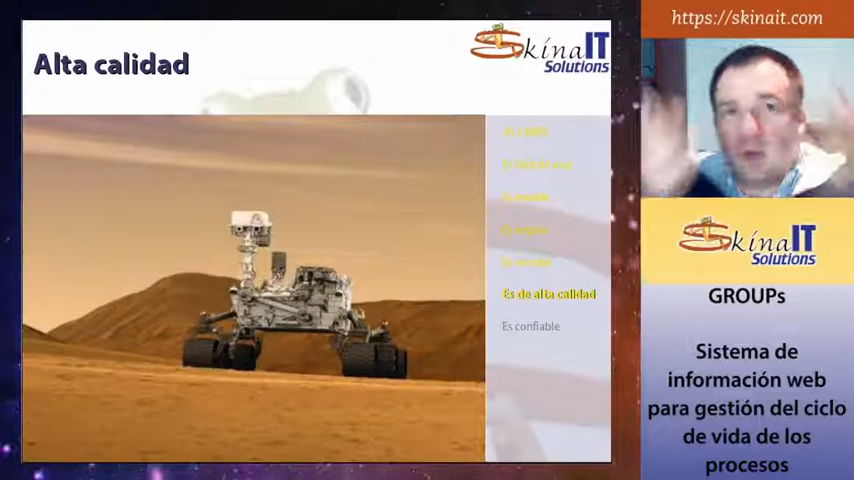 Alta calidad
SkínaIT
Solutions
Es de alta calidad
Es confiable
https://skinait.com
SkínaIT
Solutions
GROUPs
Sistema de
información web
para gestión del ciclo
de vida de los
procesos